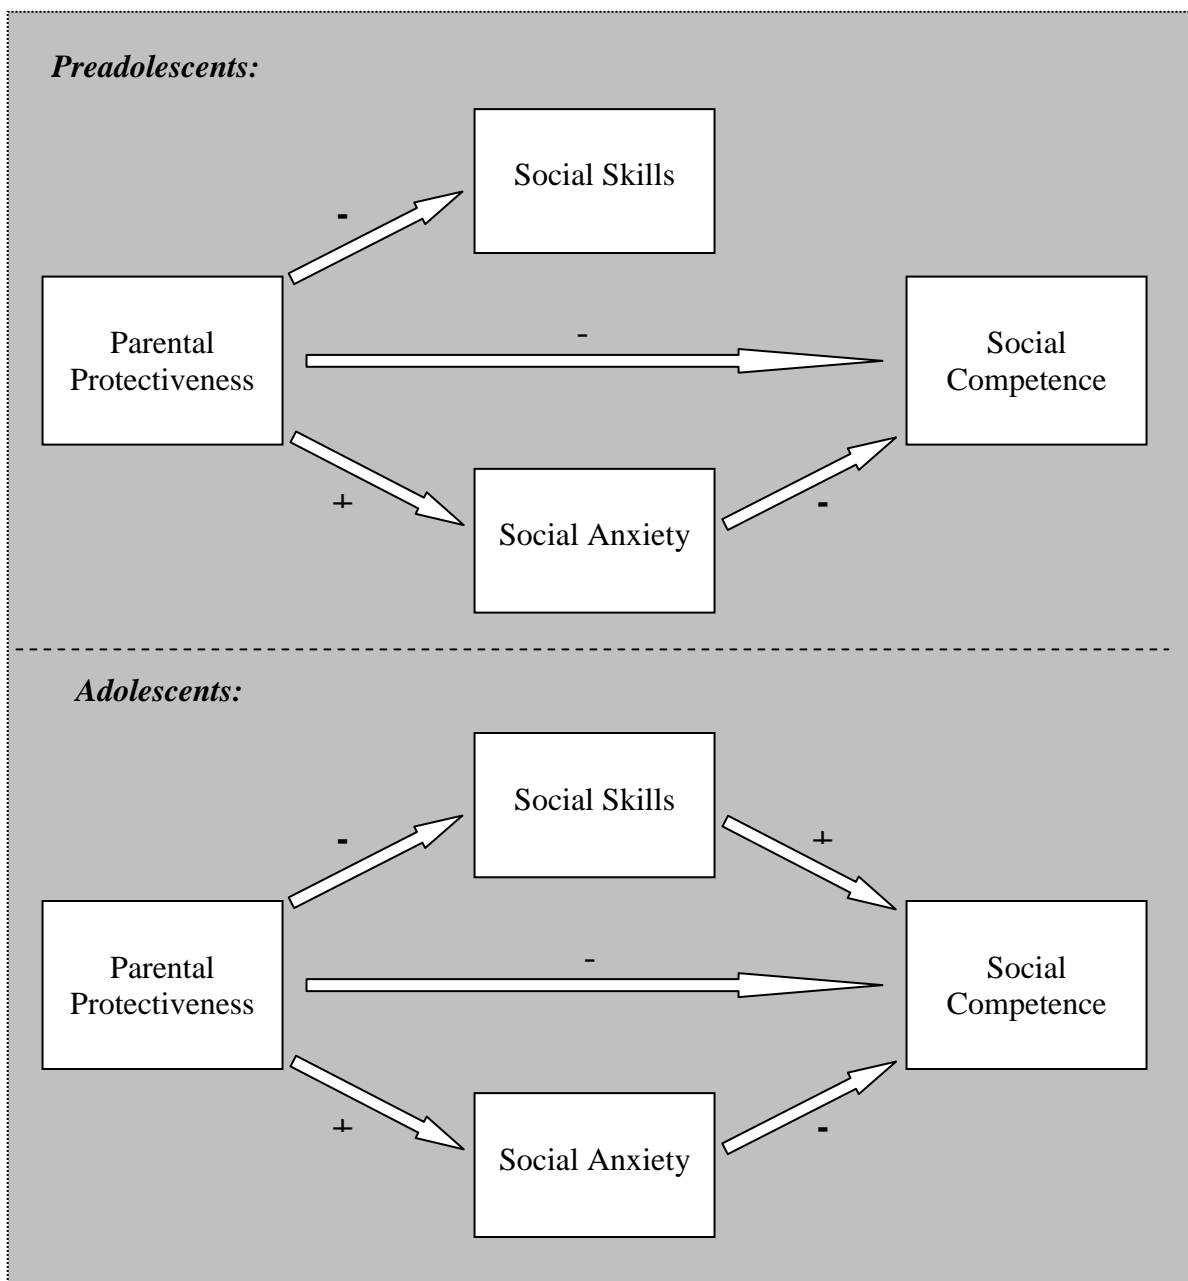 Preadolescents:
Social Skills
-
-
Parental
Protectiveness
Social
Competence
+
Social Anxiety
-
Adolescents:
Social Skills
-
+
-
Parental
Protectiveness
Social
Competence
+
Social Anxiety
-